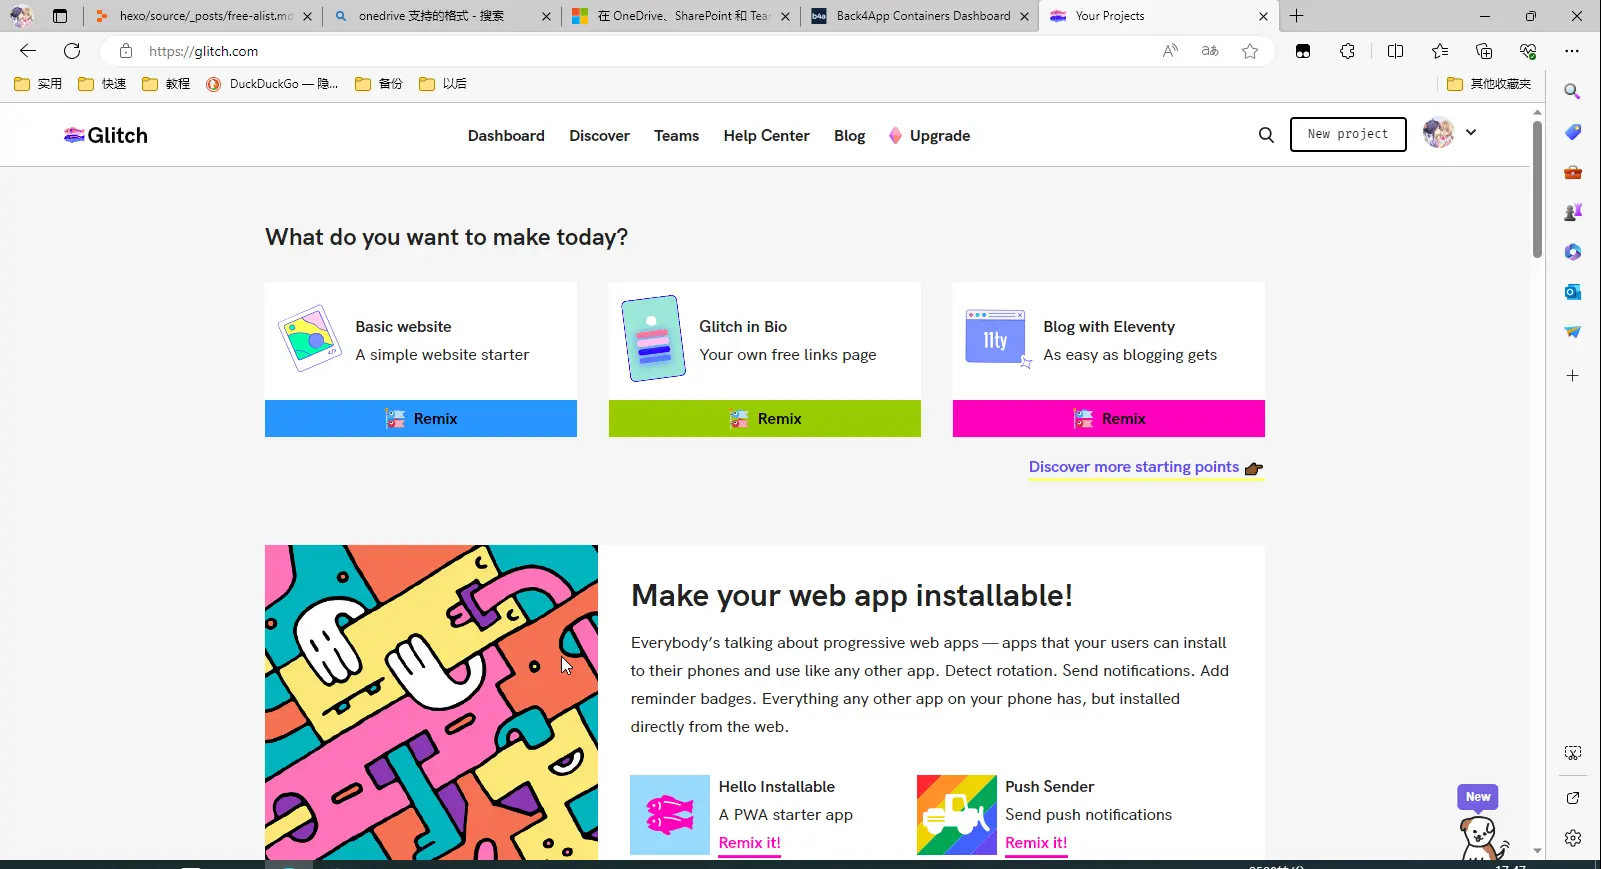 hexo/source/_posts/free-alist.md
onedrive 支持的格式 - 搜索
在 OneDrive、SharePoint 和 Tear
b4a
Back4App Containers Dashboard
Your Projects
https://glitch.com
实用
快速
教程
DuckDuckGo — 隐...
备份
以后
其他收藏夹
Glitch
Dashboard
Discover
Teams
Help Center
Blog
Upgrade
New project
What do you want to make today?
Basic website
A simple website starter
Remix
Glitch in Bio
Your own free links page
Remix
11ty
Blog with Eleventy
As easy as blogging gets
Remix
Discover more starting points
Make your web app installable!
Everybody’s talking about progressive web apps — apps that your users can install
to their phones and use like any other app. Detect rotation. Send notifications. Add
reminder badges. Everything any other app on your phone has, but installed
directly from the web.
Hello Installable
A PWA starter app
Remix it!
Push Sender
Send push notifications
Remix it!
New